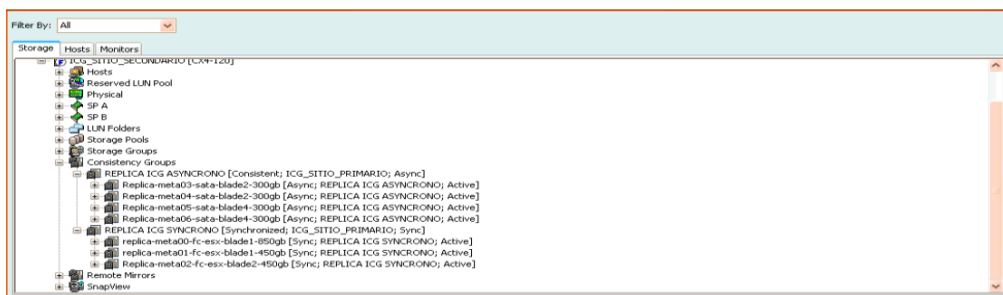 Filter By: All
Storage Hosts Monitors
ICG_SITIO_SECUNDARIO [CX4-120]
Hosts
Reserved LUN Pool
Physical
SP A
SP B
LUN Folders
Storage Pools
Storage Groups
Consistency Groups
REPLICA ICG ASYNCRONO [Consistent; ICG_SITIO_PRIMARIO; Async]
Replica-meta03-sata-blade2-300gb [Async; REPLICA ICG ASYNCRONO; Active]
Replica-meta04-sata-blade2-300gb [Async; REPLICA ICG ASYNCRONO; Active]
Replica-meta05-sata-blade4-300gb [Async; REPLICA ICG ASYNCRONO; Active]
Replica-meta06-sata-blade4-300gb [Async; REPLICA ICG ASYNCRONO; Active]
REPLICA ICG SYNCRONO [Synchronized; ICG_SITIO_PRIMARIO; Sync]
replica-meta00-fc-esx-blade1-850gb [Sync; REPLICA ICG SYNCRONO; Active]
replica-meta01-fc-esx-blade1-450gb [Sync; REPLICA ICG SYNCRONO; Active]
Replica-meta02-fc-esx-blade2-450gb [Sync; REPLICA ICG SYNCRONO; Active]
Remote Mirrors
SnapView